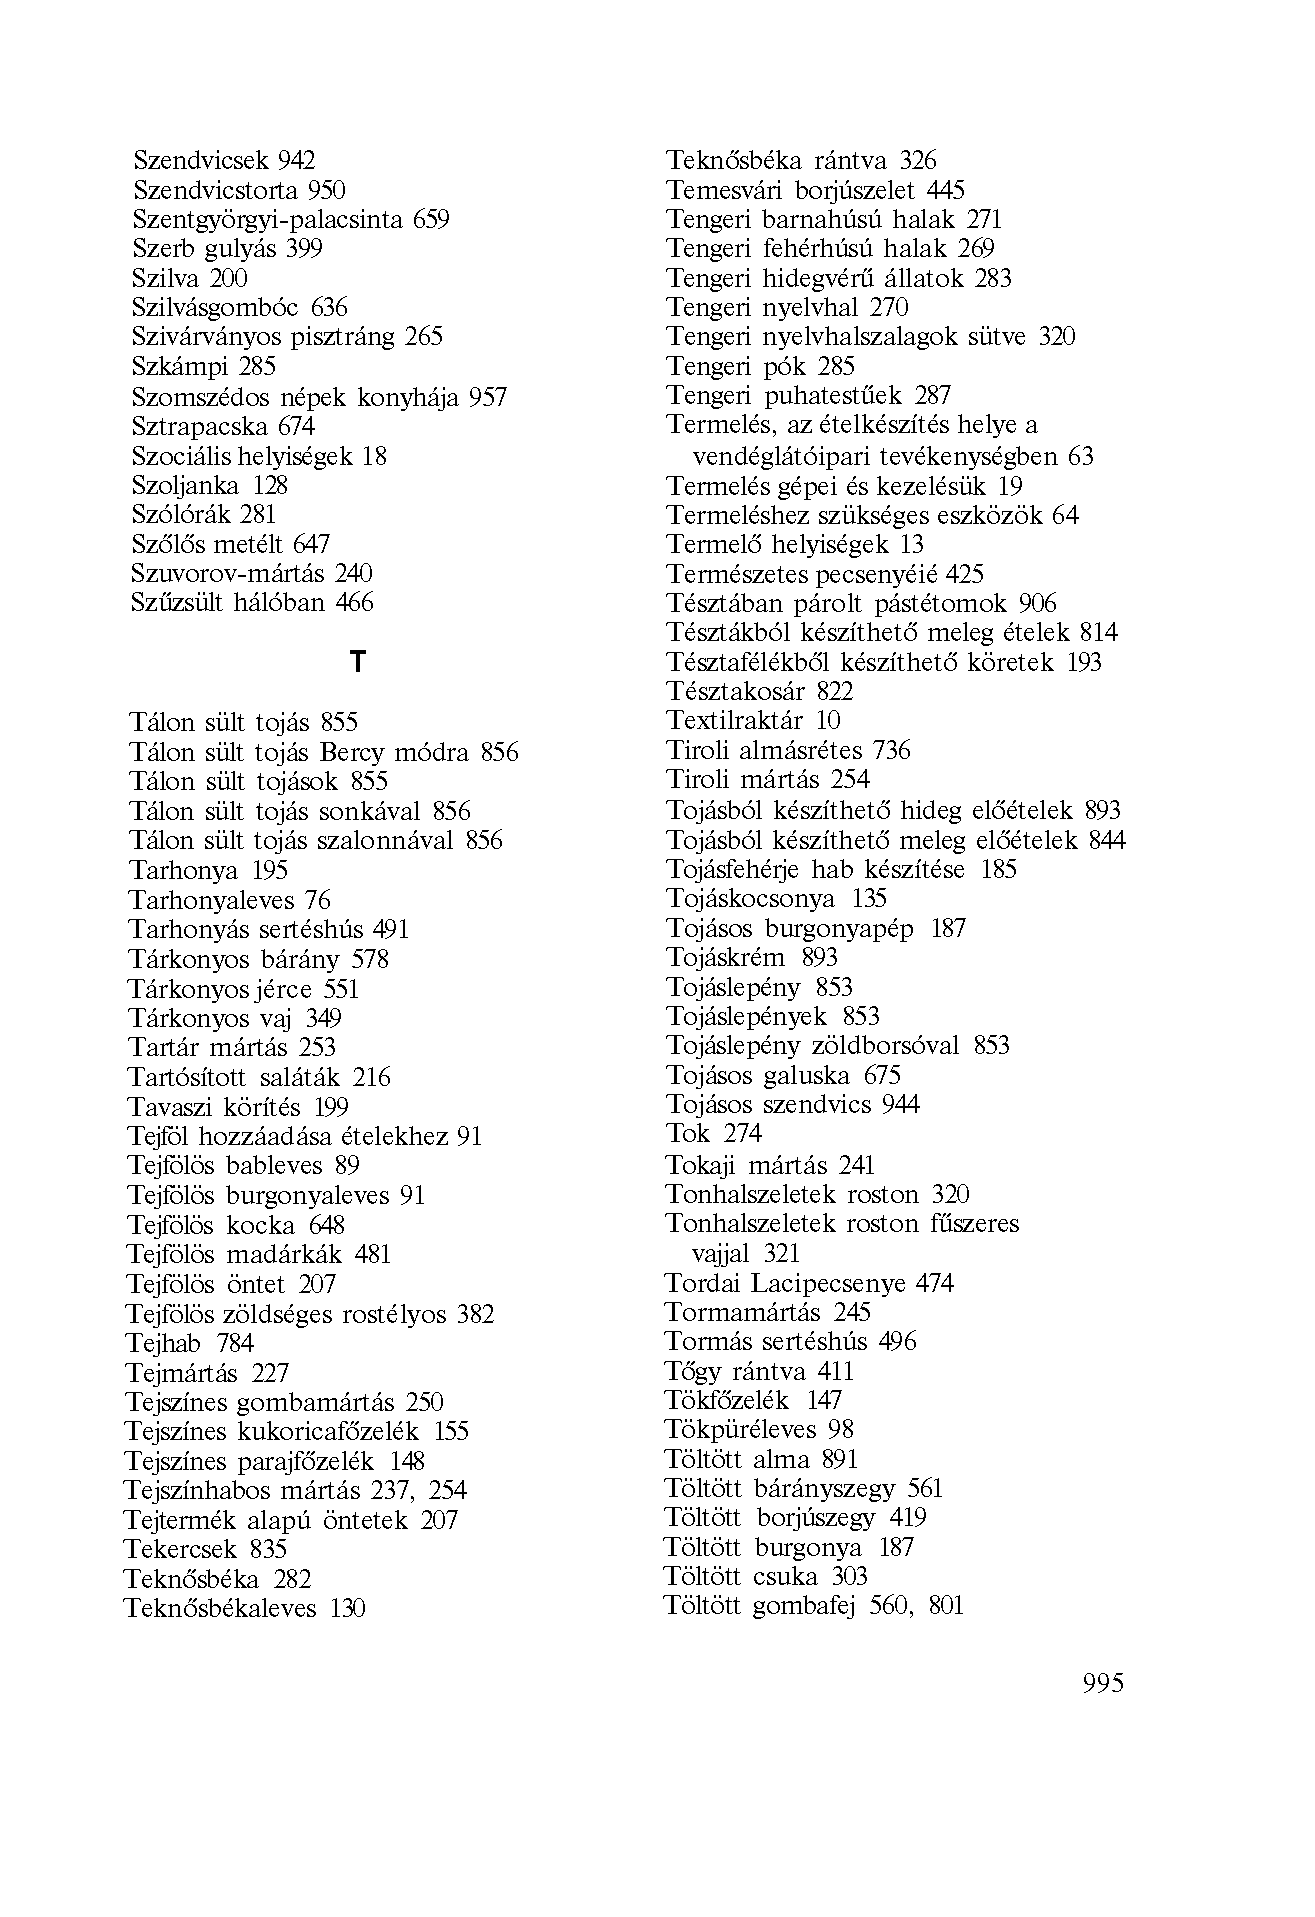 Szendvicsek 942
Szendvicstorta 950
Szentgyörgyi-palacsinta 659
Szerb gulyás 399
Szilva 200
Szilvásgombóc 636
Szivárványos pisztráng 265
Szkámpi 285
Szomszédos népek konyhája 957
Sztrapacska 674
Szociális helyiségek 18
Szoljanka 128
Szólórák 281
Szőlős metélt 647
Szuvorov-mártás 240
Szűzsült hálóban 466
T
Tálon sült tojás 855
Tálon sült tojás Bercy módra 856
Tálon sült tojások 855
Tálon sült tojás sonkával 856
Tálon sült tojás szalonnával 856
Tarhonya 195
Tarhonyaleves 76
Tarhonyás sertéshús 491
Tárkonyos bárány 578
Tárkonyos jérce 551
Tárkonyos vaj 349
Tartár mártás 253
Tartósított saláták 216
Tavaszi körítés 199
Tejföl hozzáadása ételekhez 91
Tejfölös bableves 89
Tejfölös burgonyaleves 91
Tejfölös kocka 648
Tejfölös madárkák 481
Tejfölös öntet 207
Tejfölös zöldséges rostélyos 382
Tejhab 784
Tejmártás 227
Tejszínes gombamártás 250
Tejszínes kukoricafőzelék 155
Tejszínes parajfőzelék 148
Tejszínhabos mártás 237, 254
Tejtermék alapú öntetek 207
Tekercsek 835
Teknősbéka 282
Teknősbékaleves 130
Teknősbéka rántva 326
Temesvári borjúszelet 445
Tengeri barnahúsú halak 271
Tengeri fehérhúsú halak 269
Tengeri hidegvérű állatok 283
Tengeri nyelvhal 270
Tengeri nyelvhalszalagok sütve 320
Tengeri pók 285
Tengeri puhatestűek 287
Termelés, az ételkészítés helye a
vendéglátóipari tevékenységben 63
Termelés gépei és kezelésük 19
Termeléshez szükséges eszközök 64
Termelő helyiségek 13
Természetes pecsenyéié 425
Tésztában párolt pástétomok 906
Tésztákból készíthető meleg ételek 814
Tésztafélékből készíthető köretek 193
Tésztakosár 822
Textilraktár 10
Tiroli almásrétes 736
Tiroli mártás 254
Tojásból készíthető hideg előételek 893
Tojásból készíthető meleg előételek 844
Tojásfehérje hab készítése 185
Tojáskocsonya 135
Tojásos burgonyapép 187
Tojáskrém 893
Tojáslepény 853
Tojáslepények 853
Tojáslepény zöldborsóval 853
Tojásos galuska 675
Tojásos szendvics 944
Tok 274
Tokaji mártás 241
Tonhalszeletek roston 320
Tonhalszeletek roston fűszeres
vajjal 321
Tordai Lacipecsenye 474
Tormamártás 245
Tormás sertéshús 496
Tőgy rántva 411
Tökfőzelék 147
Tökpüréleves 98
Töltött alma 891
Töltött bárányszegy 561
Töltött borjúszegy 419
Töltött burgonya 187
Töltött csuka 303
Töltött gombafej 560, 801
995